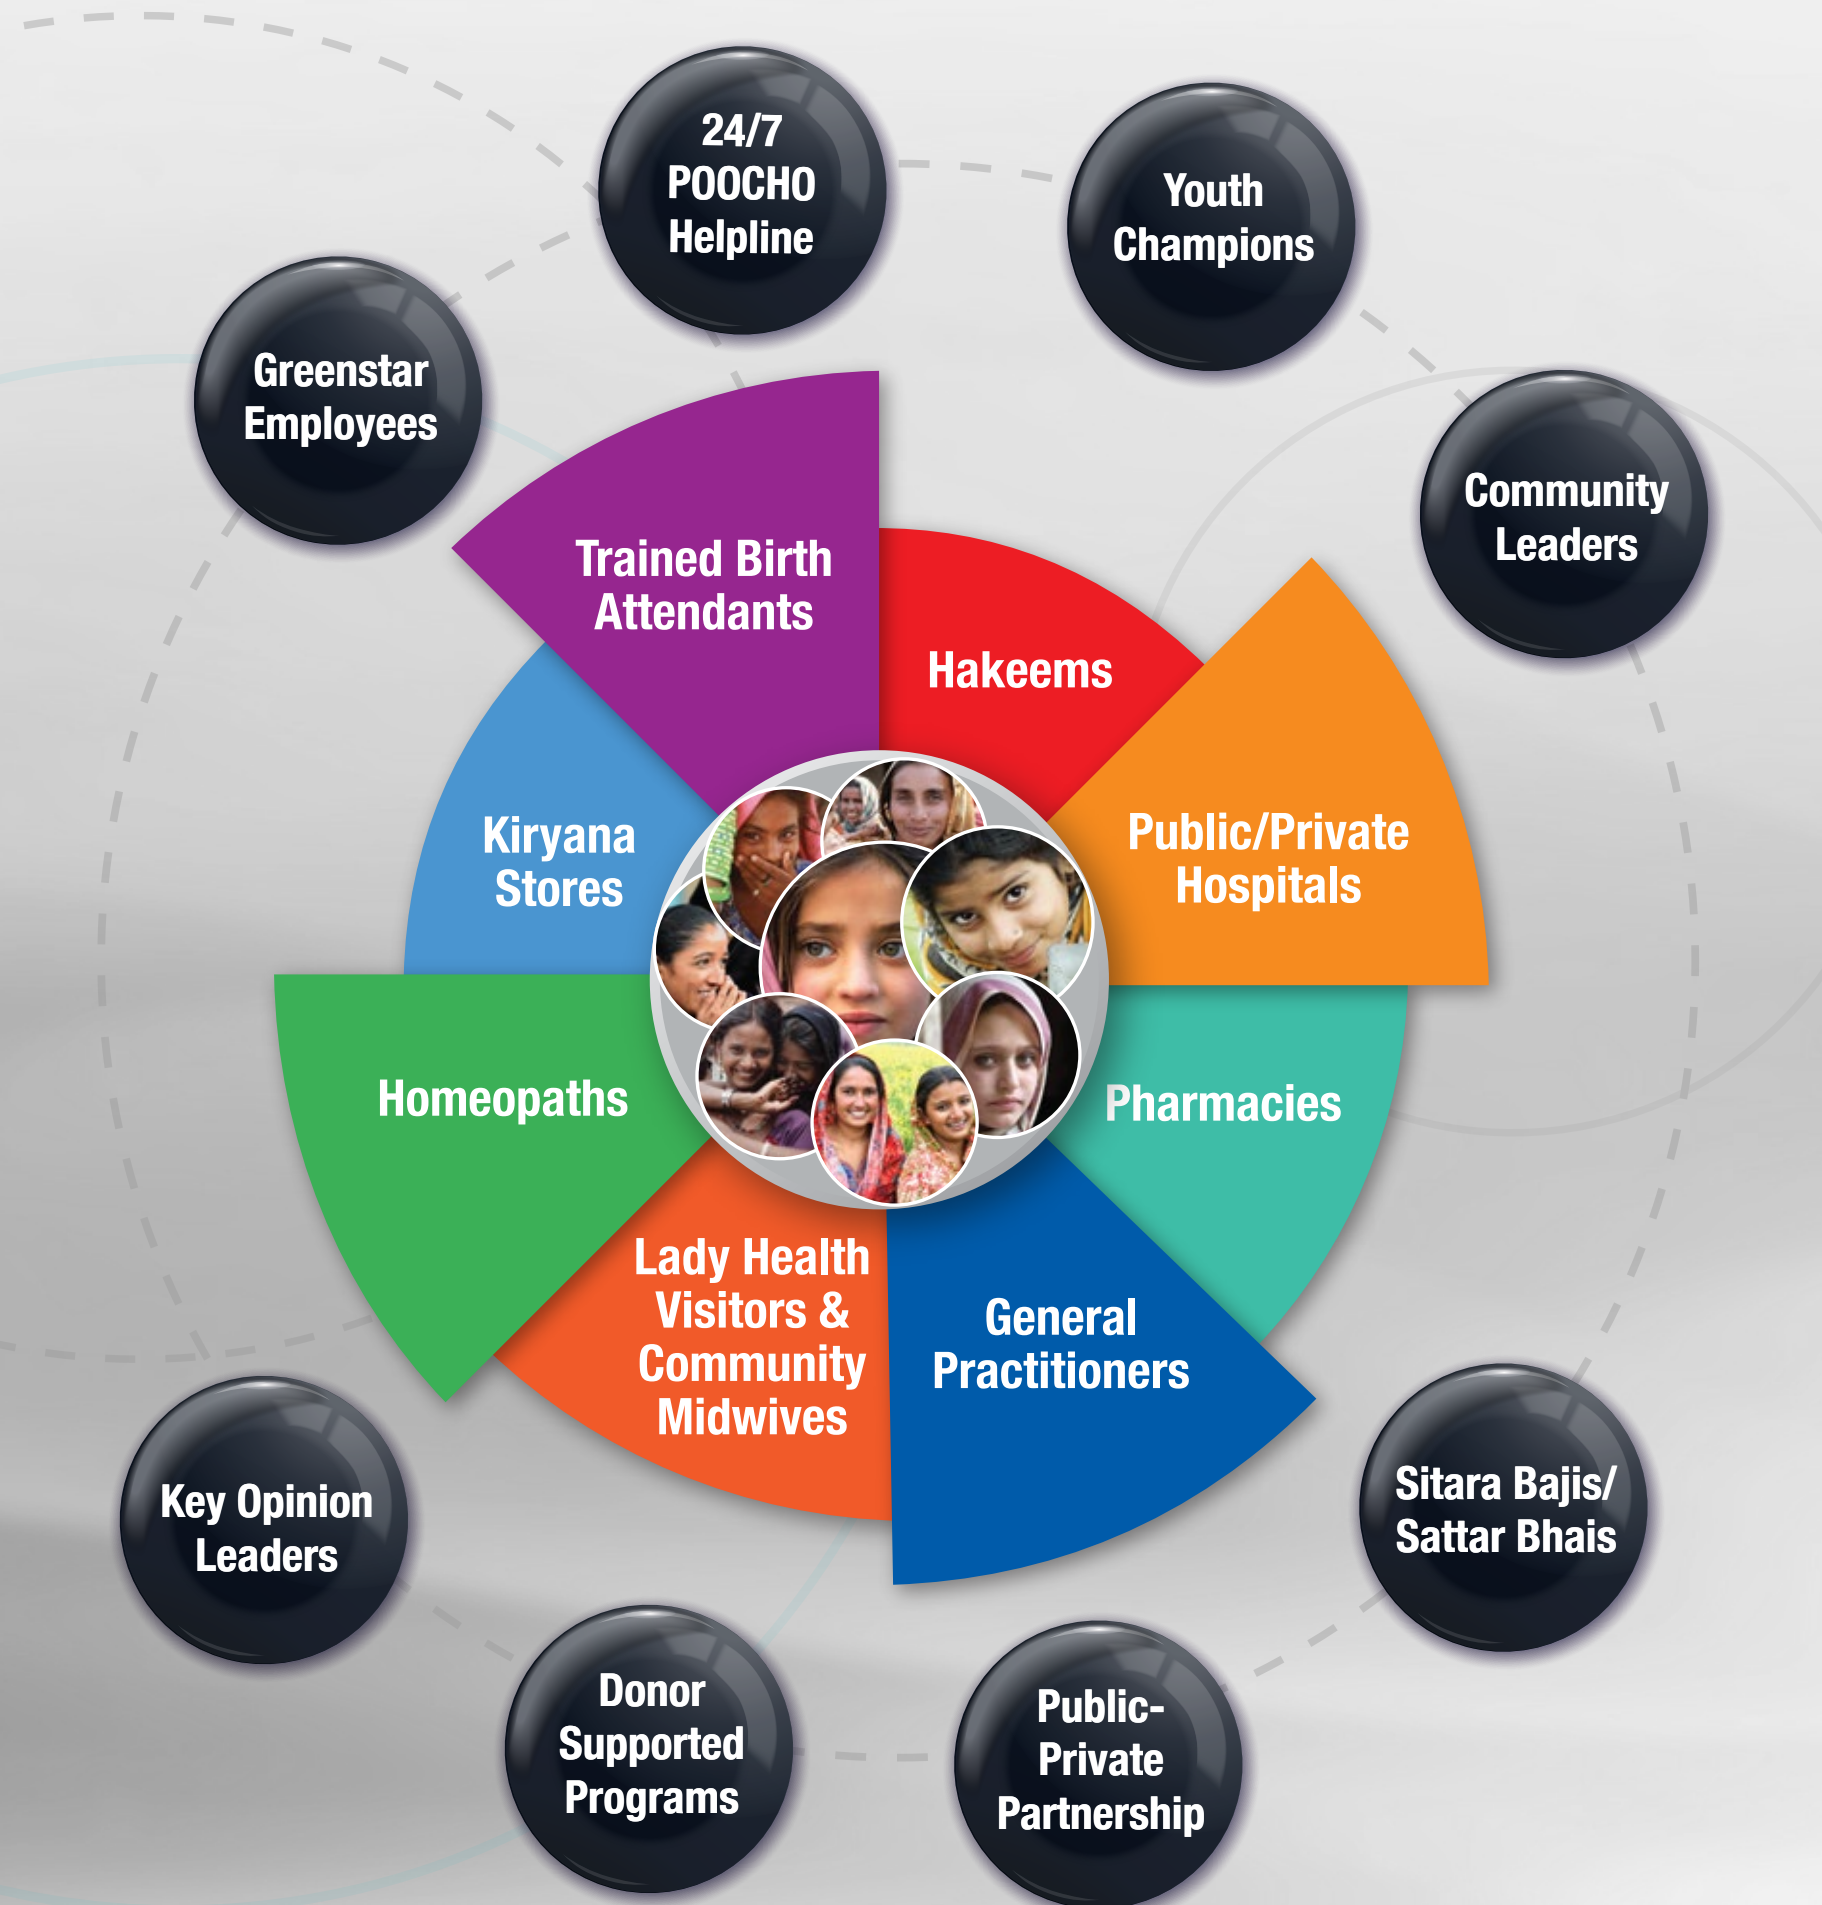 24/7
POOCHO
Helpline
Youth
Champions
Greenstar
Employees
Community
Leaders
Trained Birth
Attendants
Hakeems
Public/Private
Hospitals
Kiryana
Stores
Homeopaths
Pharmacies
Lady Health
Visitors &
Community
Midwives
General
Practitioners
Key Opinion
Leaders
Sitara Bajis/
Sattar Bhais
Donor
Supported
Programs
Public-
Private
Partnership